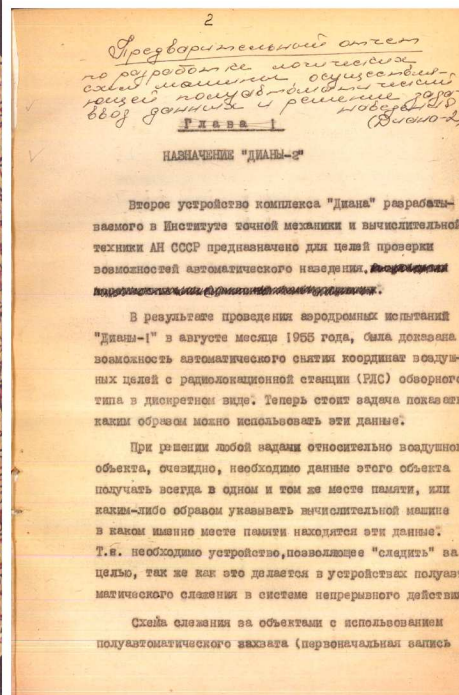 2
Предварительный отчет
по разработке логических
схем машины, осуществля-
ющей полуавтоматический
ввод данных и решение зада-
наведения
(Диана-2)
Глава 1
НАЗНАЧЕНИЕ "ДИАНЫ-2"
Второе устройство комплекса "Диана" разрабаты-
ваемого в Институте точной механики и вычислительной
техники АН СССР предназначено для целей проверки
возможностей автоматического наведения.
В результате проведения аэродромных испытаний
"Дианы-1" в августе месяце 1955 года, была доказана
возможность автоматического снятия координат воздуш-
ных целей с радиолокационной станции (РЛС) обзорного
типа в дискретном виде. Теперь стоит задача показать
каким образом можно использовать эти данные.
При решении любой задачи относительно воздушного
объекта, очевидно, необходимо данные этого объекта
получать всегда в одном и том же месте памяти, или
каким-либо образом указывать вычислительной машине
в каком именно месте памяти находятся эти данные.
Т.е. необходимо устройство,позволяющее "следить" за
целью, так же как это делается в устройствах полуавт
матического слежения в системе непрерывного действи
Схема слежения за объектами с использованием
полуавтоматического захвата (первоначальная запись